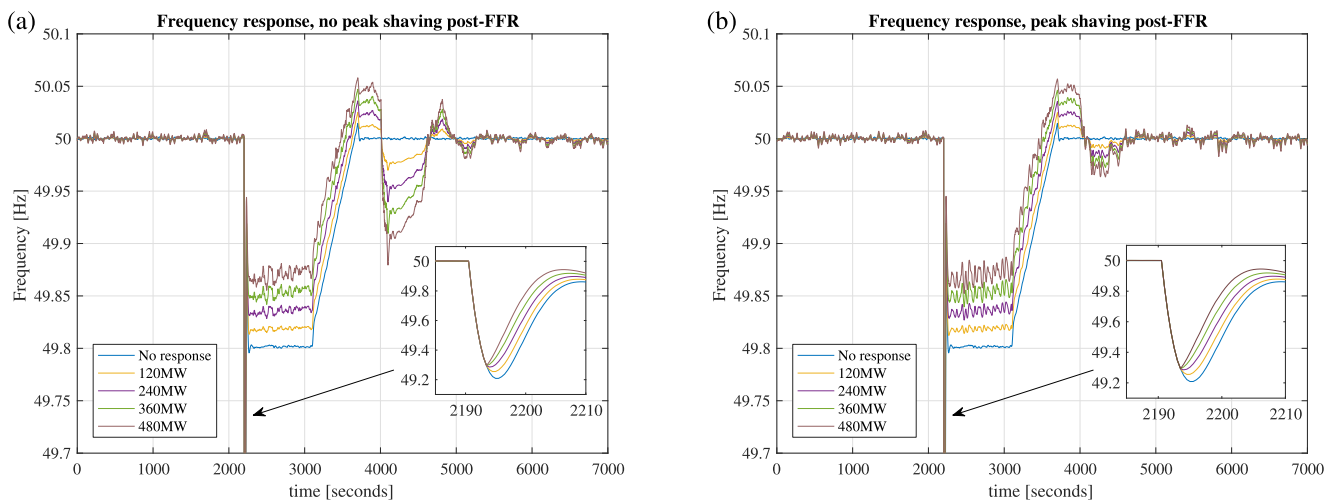 (a)
Frequency response, no peak shaving post-FFR
50.1
50.05
50
49.95
49.9
49.85
49.8
49.75
49.7
Frequency [Hz]
0 1000 2000 3000 4000 5000 6000 7000
time [seconds]
No response
120MW
240MW
360MW
480MW
50
49.8
49.6
49.4
49.2
2190 2200 2210
(b)
Frequency response, peak shaving post-FFR
50.1
50.05
50
49.95
49.9
49.85
49.8
49.75
49.7
Frequency [Hz]
0 1000 2000 3000 4000 5000 6000 7000
time [seconds]
No response
120MW
240MW
360MW
480MW
50
49.8
49.6
49.4
49.2
2190 2200 2210